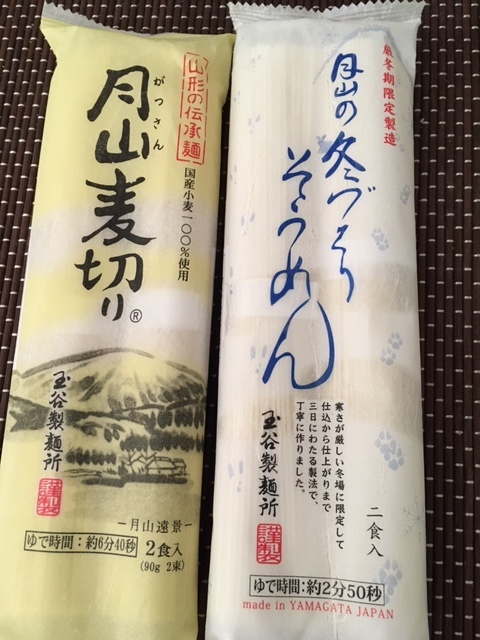 山形の伝承麺
月山麦切り®
がっさん
国産小麦一〇〇%使用
玉谷製麺所
謹製
―月山遠景―
ゆで時間：約6分40秒
2食入
(90g 2束)
厳冬期限定製造
月山の冬づくり
そうめん
寒さが厳しい冬場に限定して
仕込から仕上がりまで
三日にわたる製法で、
丁寧に作りました。
玉谷製麺所
謹製
二食入
ゆで時間：約2分50秒
made in YAMAGATA JAPAN